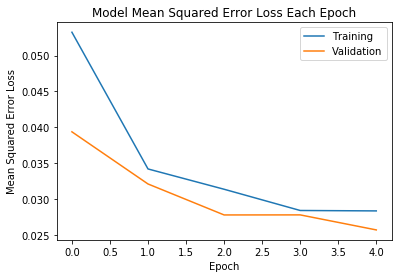 Model Mean Squared Error Loss Each Epoch
Training
Validation
Mean Squared Error Loss
0.050
0.045
0.040
0.035
0.030
0.025
0.0 0.5 1.0 1.5 2.0 2.5 3.0 3.5 4.0
Epoch